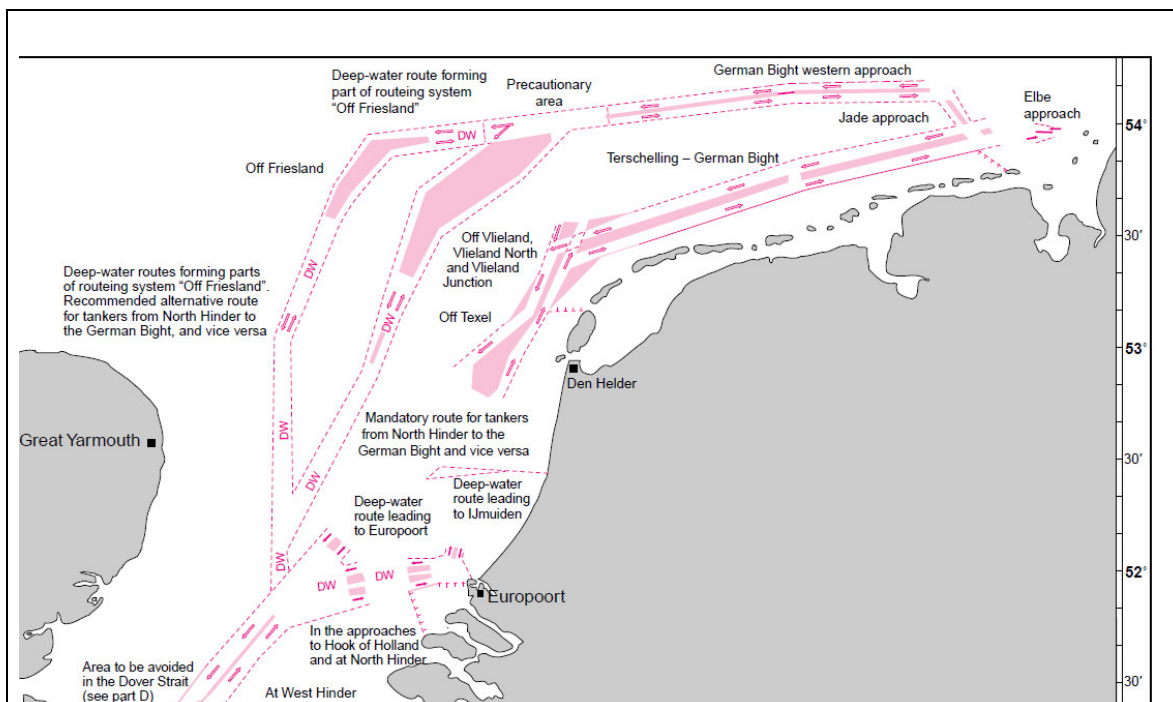 Deep-water route forming
part of routeing system
“Off Friesland”
Precautionary
area
German Bight western approach
Elbe
approach
54°
Jade approach
DW
Off Friesland
Terschelling – German Bight
30′
Off Vlieland,
Vlieland North
and Vlieland
Junction
DW
Deep-water routes forming parts
of routeing system “Off Friesland”.
Recommended alternative route
for tankers from North Hinder to
the German Bight, and vice versa
Off Texel
DW
53°
Den Helder
Mandatory route for tankers
from North Hinder to the
German Bight and vice versa
Great Yarmouth
DW
30′
DW
Deep-water
route leading
to IJmuiden
Deep-water
route leading
to Europoort
DW
DW
DW
52°
Europoort
In the approaches
to Hook of Holland
and at North Hinder
Area to be avoided
in the Dover Strait
(see part D)
At West Hinder
30′